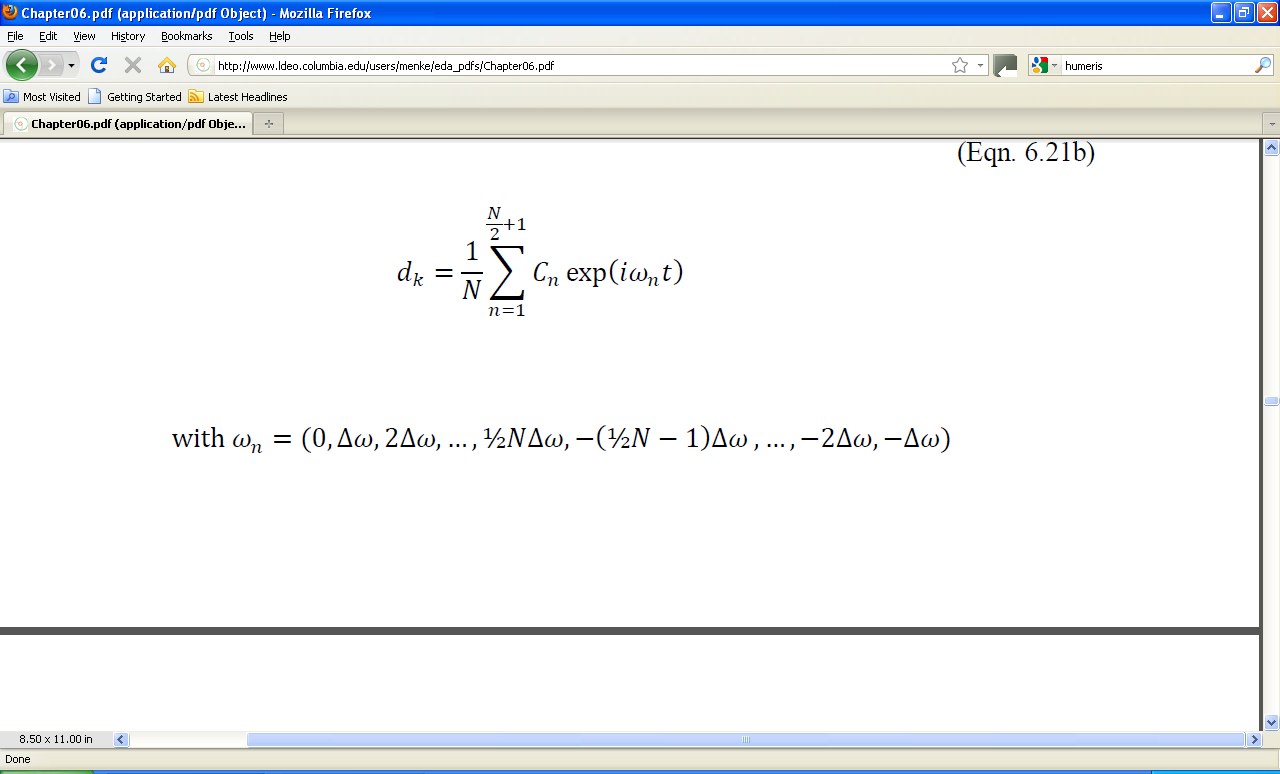 Chapter06.pdf (application/pdf Object) - Mozilla Firefox
File Edit View History Bookmarks Tools Help
http://www.ldeo.columbia.edu/users/menke/eda_pdfs/Chapter06.pdf humeris
Most Visited Getting Started Latest Headlines
Chapter06.pdf (application/pdf Obje...
(Eqn. 6.21b)
d_k = \frac{1}{N} \sum_{n=1}^{\frac{N}{2}+1} C_n exp(iω_n t)
with ω_n = (0, Δω, 2Δω, … , ½NΔω, −(½N − 1)Δω , … , −2Δω, −Δω)
8.50 x 11.00 in
Done